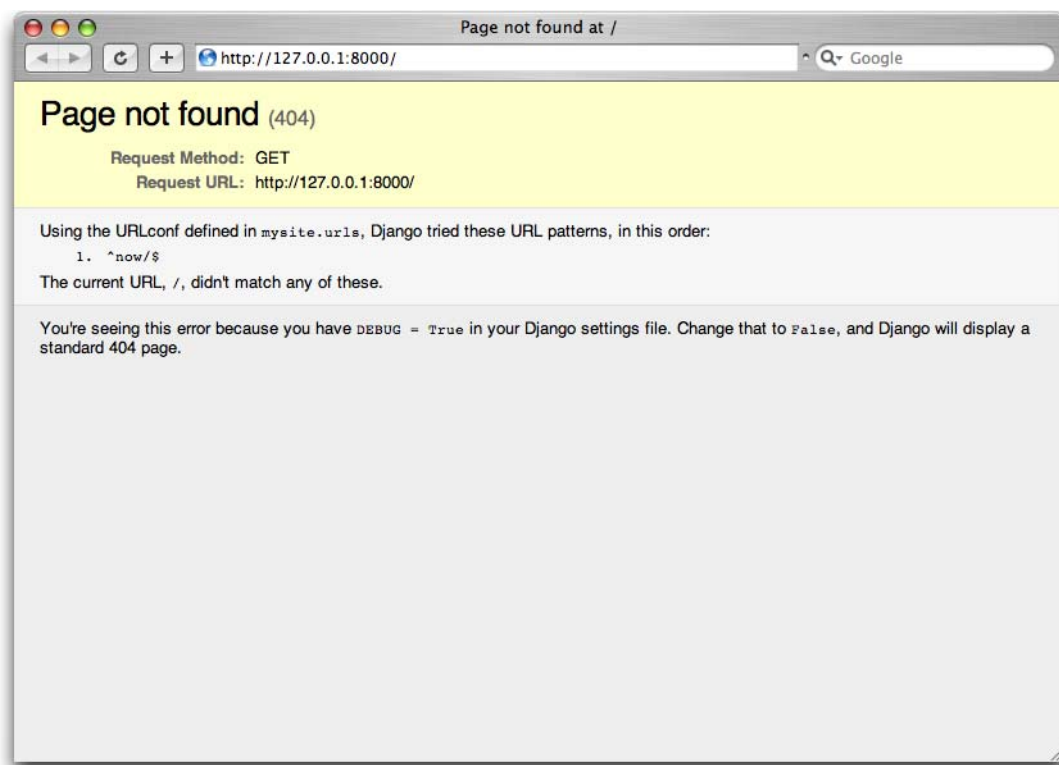 Page not found at /
http://127.0.0.1:8000/
Google
Page not found (404)
Request Method: GET
Request URL: http://127.0.0.1:8000/
Using the URLconf defined in mysite.urls, Django tried these URL patterns, in this order:
1. ^now/$
The current URL, /, didn't match any of these.
You're seeing this error because you have DEBUG = True in your Django settings file. Change that to False, and Django will display a
standard 404 page.